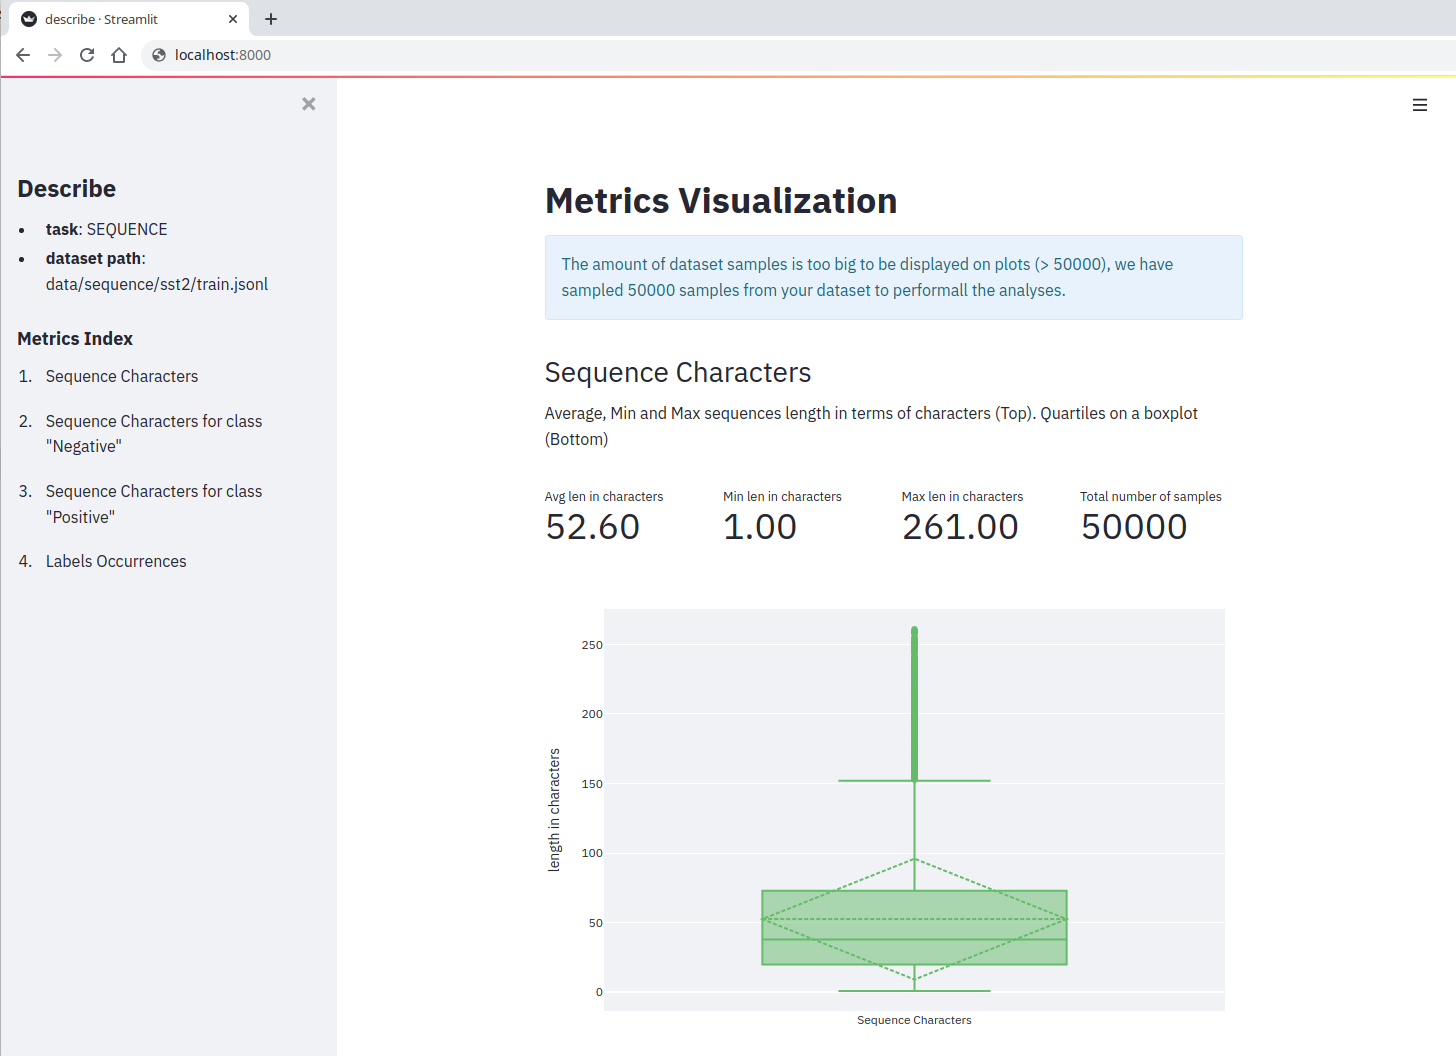 describe · Streamlit
localhost:8000
Describe
• task: SEQUENCE
• dataset path:
data/sequence/sst2/train.jsonl
Metrics Index
1. Sequence Characters
2. Sequence Characters for class
"Negative"
3. Sequence Characters for class
"Positive"
4. Labels Occurrences
Metrics Visualization
The amount of dataset samples is too big to be displayed on plots (> 50000), we have
sampled 50000 samples from your dataset to performall the analyses.
Sequence Characters
Average, Min and Max sequences length in terms of characters (Top). Quartiles on a boxplot
(Bottom)
Avg len in characters
52.60
Min len in characters
1.00
Max len in characters
261.00
Total number of samples
50000
250
200
150
100
50
0
length in characters
Sequence Characters